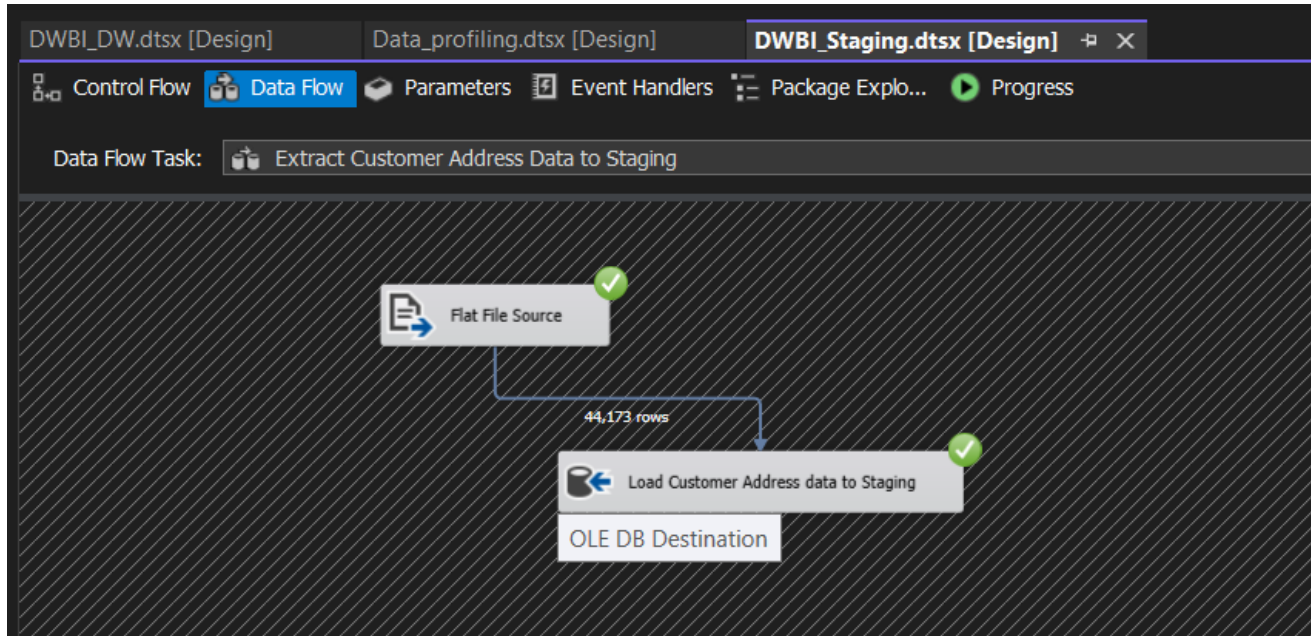 DWBI_DW.dtsx [Design] Data_profiling.dtsx [Design] DWBI_Staging.dtsx [Design]
Control Flow Data Flow Parameters Event Handlers Package Explo... Progress
Data Flow Task: Extract Customer Address Data to Staging
Flat File Source
44,173 rows
Load Customer Address data to Staging
OLE DB Destination